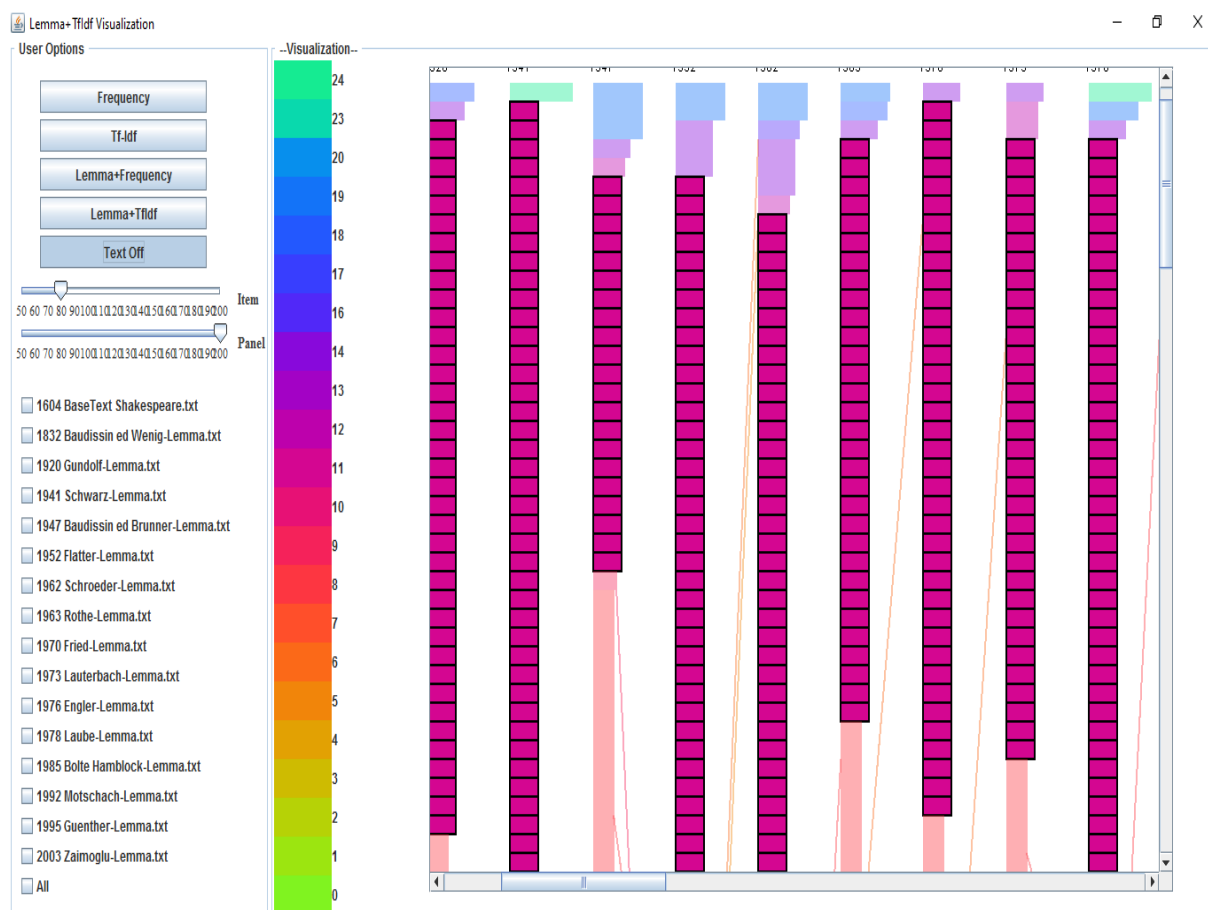 Lemma+TfIdf Visualization
User Options
--Visualization--
Frequency
Tf-Idf
Lemma+Frequency
Lemma+TfIdf
Text Off
Item
50 60 70 80 90100110120130140150160170180190200
Panel
50 60 70 80 90100110120130140150160170180190200
1604 BaseText Shakespeare.txt
1832 Baudissin ed Wenig-Lemma.txt
1920 Gundolf-Lemma.txt
1941 Schwarz-Lemma.txt
1947 Baudissin ed Brunner-Lemma.txt
1952 Flatter-Lemma.txt
1962 Schroeder-Lemma.txt
1963 Rothe-Lemma.txt
1970 Fried-Lemma.txt
1973 Lauterbach-Lemma.txt
1976 Engler-Lemma.txt
1978 Laube-Lemma.txt
1985 Bolte Hamblock-Lemma.txt
1992 Motschach-Lemma.txt
1995 Guenther-Lemma.txt
2003 Zaimoglu-Lemma.txt
All
24
23
20
19
18
17
16
14
13
12
11
10
9
8
7
6
5
4
3
2
1
0